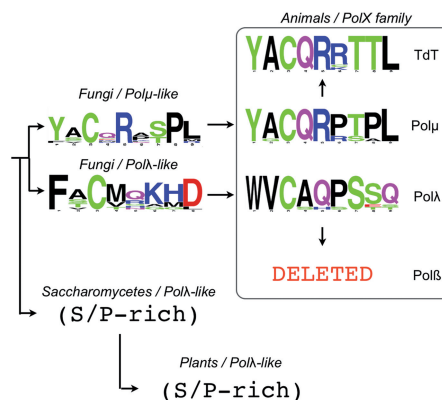 Animals / PolX family
YACQRRTTL TdT
Fungi / Polμ-like
YACQRPTPL Polμ
Fungi / Polλ-like
WVCAQPSSQ Polλ
DELETED Polß
Saccharomycetes / Polλ-like
(S/P-rich)
Plants / Polλ-like
(S/P-rich)